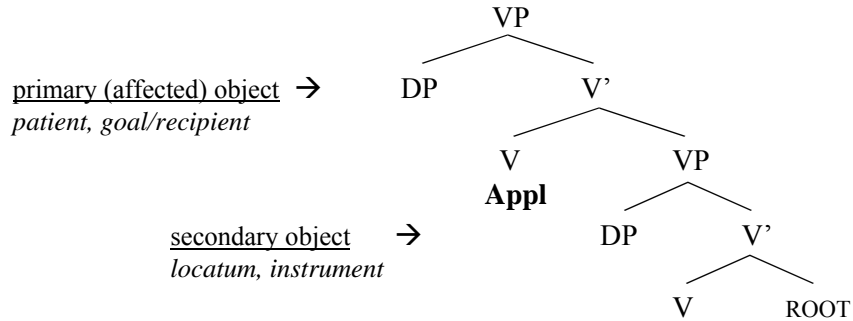 VP
primary (affected) object → DP V’
patient, goal/recipient
V VP
Appl
secondary object → DP V’
locatum, instrument
V ROOT